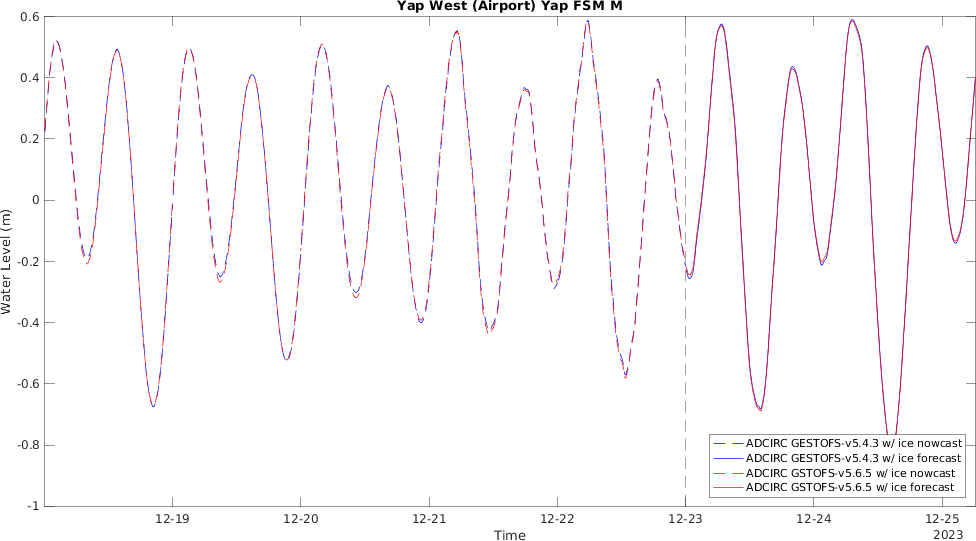 Yap West (Airport) Yap FSM M
0.6
0.4
0.2
0
-0.2
-0.4
-0.6
-0.8
-1
Water Level (m)
ADCIRC GESTOFS-v5.4.3 w/ ice nowcast
ADCIRC GESTOFS-v5.4.3 w/ ice forecast
ADCIRC GSTOFS-v5.6.5 w/ ice nowcast
ADCIRC GSTOFS-v5.6.5 w/ ice forecast
12-19 12-20 12-21 12-22 12-23 12-24 12-25
Time
2023